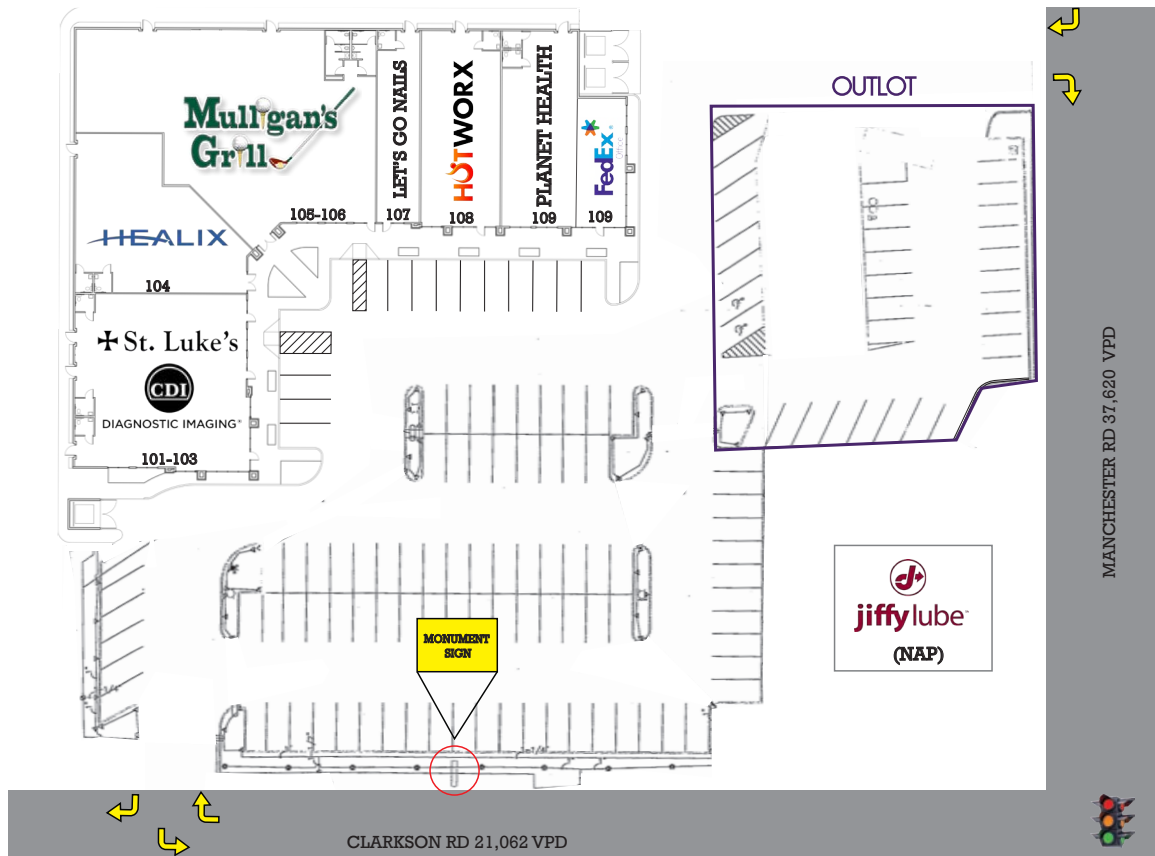 OUTLOT
Mulligan's
Grill
LET'S GO NAILS
HOTWORX
PLANET HEALTH
FedEx®
Office
105-106
107
108
109
109
HEALIX
104
St. Luke's
CDI
DIAGNOSTIC IMAGING®
101-103
MANCHESTER RD 37,620 VPD
jiffy lube
(NAP)
MONUMENT
SIGN
CLARKSON RD 21,062 VPD